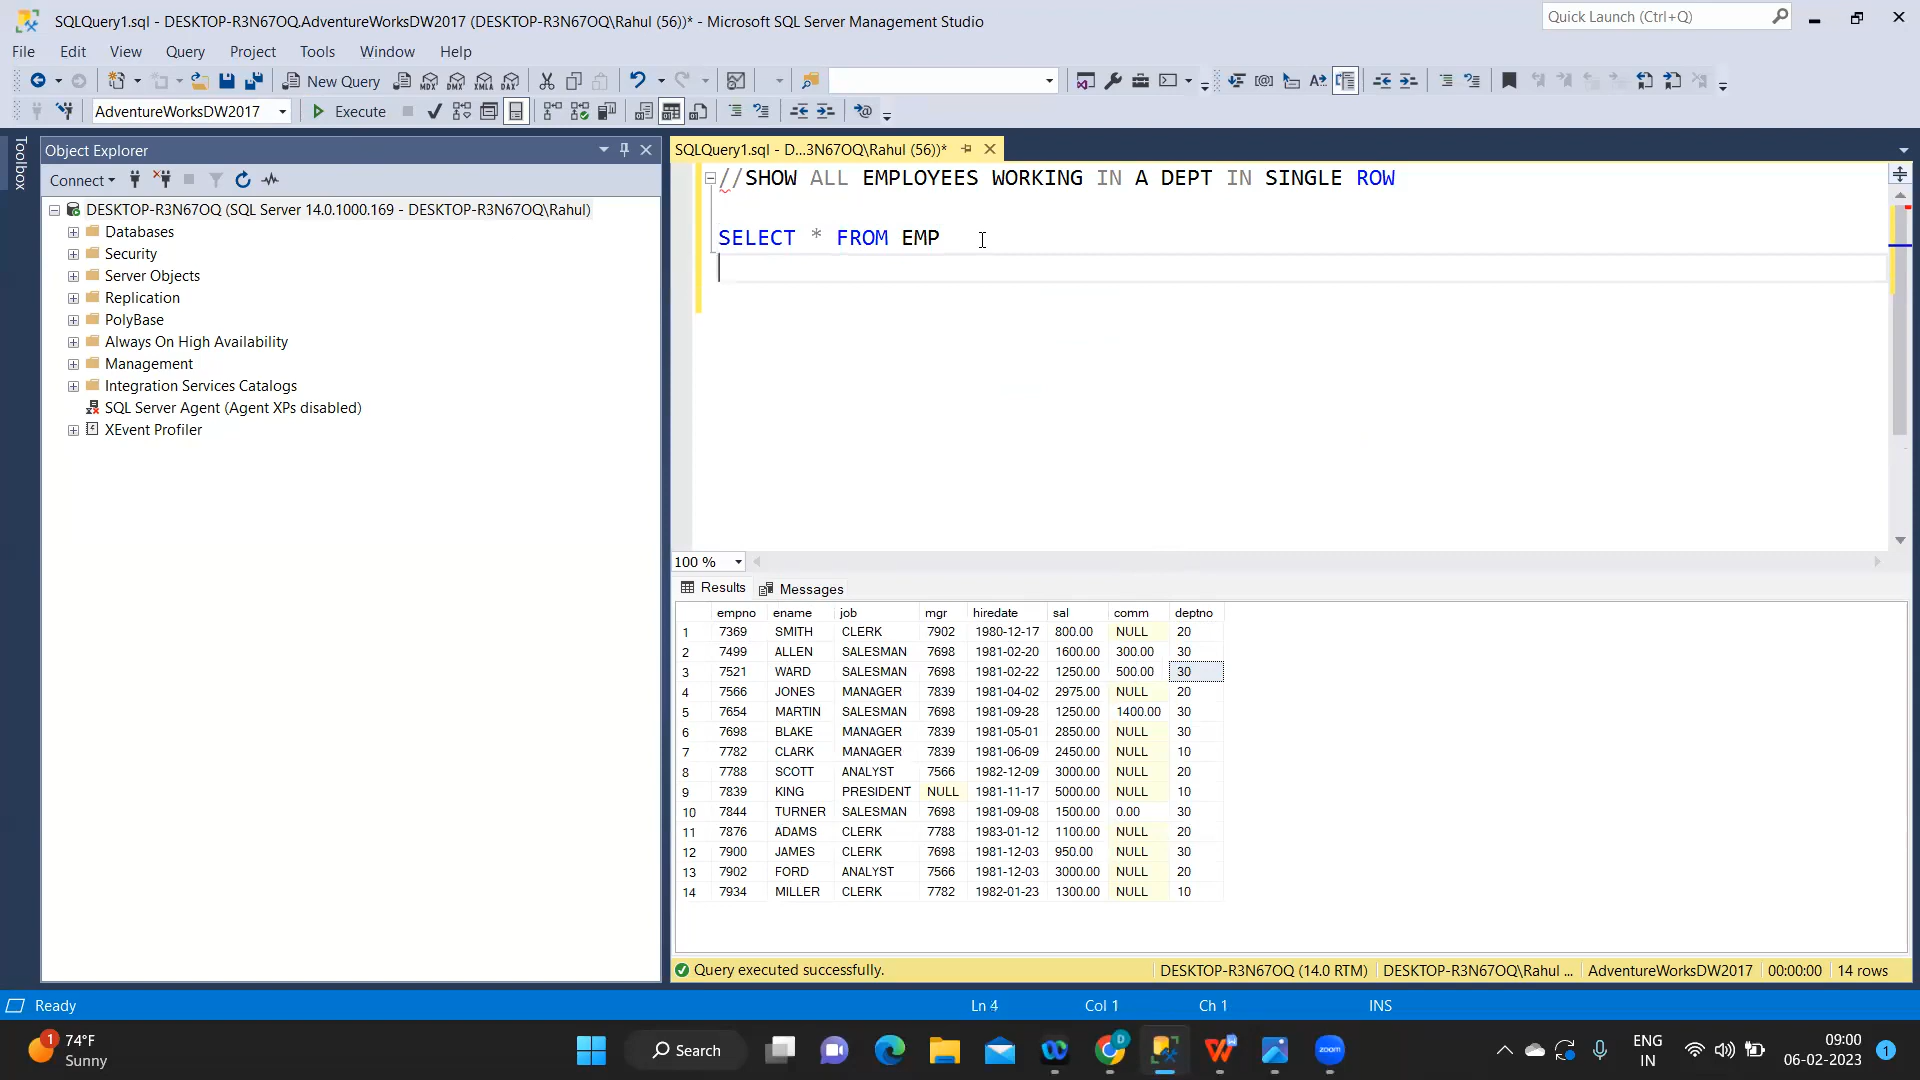 SQLQuery1.sql - DESKTOP-R3N67OQ.AdventureWorksDW2017 (DESKTOP-R3N67OQ\Rahul (56))* - Microsoft SQL Server Management Studio
Quick Launch (Ctrl+Q)
File Edit View Query Project Tools Window Help
New Query
AdventureWorksDW2017 Execute
Toolbox
Object Explorer
Connect
DESKTOP-R3N67OQ (SQL Server 14.0.1000.169 - DESKTOP-R3N67OQ\Rahul)
Databases
Security
Server Objects
Replication
PolyBase
Always On High Availability
Management
Integration Services Catalogs
SQL Server Agent (Agent XPs disabled)
XEvent Profiler
SQLQuery1.sql - D...3N67OQ\Rahul (56))*
//SHOW ALL EMPLOYEES WORKING IN A DEPT IN SINGLE ROW
SELECT * FROM EMP
100 %
Results Messages
empno ename job mgr hiredate sal comm deptno
1 7369 SMITH CLERK 7902 1980-12-17 800.00 NULL 20
2 7499 ALLEN SALESMAN 7698 1981-02-20 1600.00 300.00 30
3 7521 WARD SALESMAN 7698 1981-02-22 1250.00 500.00 30
4 7566 JONES MANAGER 7839 1981-04-02 2975.00 NULL 20
5 7654 MARTIN SALESMAN 7698 1981-09-28 1250.00 1400.00 30
6 7698 BLAKE MANAGER 7839 1981-05-01 2850.00 NULL 30
7 7782 CLARK MANAGER 7839 1981-06-09 2450.00 NULL 10
8 7788 SCOTT ANALYST 7566 1982-12-09 3000.00 NULL 20
9 7839 KING PRESIDENT NULL 1981-11-17 5000.00 NULL 10
10 7844 TURNER SALESMAN 7698 1981-09-08 1500.00 0.00 30
11 7876 ADAMS CLERK 7788 1983-01-12 1100.00 NULL 20
12 7900 JAMES CLERK 7698 1981-12-03 950.00 NULL 30
13 7902 FORD ANALYST 7566 1981-12-03 3000.00 NULL 20
14 7934 MILLER CLERK 7782 1982-01-23 1300.00 NULL 10
Query executed successfully. DESKTOP-R3N67OQ (14.0 RTM) DESKTOP-R3N67OQ\Rahul ... AdventureWorksDW2017 00:00:00 14 rows
Ready Ln 4 Col 1 Ch 1 INS
1 74°F
Sunny
Search
zoom
ENG
IN
09:00
06-02-2023
1